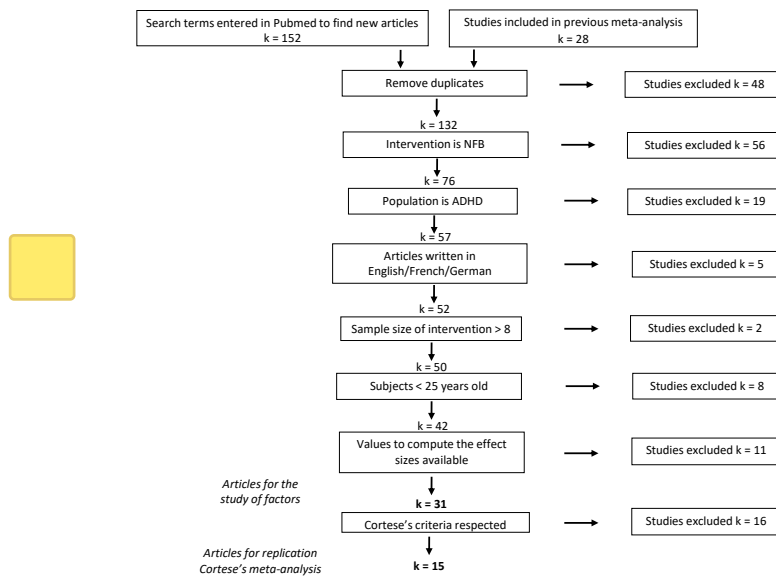 Search terms entered in Pubmed to find new articles
k = 152
Studies included in previous meta-analysis
k = 28
Remove duplicates
Studies excluded k = 48
k = 132
Intervention is NFB
Studies excluded k = 56
k = 76
Population is ADHD
Studies excluded k = 19
k = 57
Articles written in
English/French/German
Studies excluded k = 5
k = 52
Sample size of intervention > 8
Studies excluded k = 2
k = 50
Subjects < 25 years old
Studies excluded k = 8
k = 42
Values to compute the effect
sizes available
Studies excluded k = 11
Articles for the
study of factors
k = 31
Cortese's criteria respected
Studies excluded k = 16
Articles for replication
Cortese's meta-analysis
k = 15